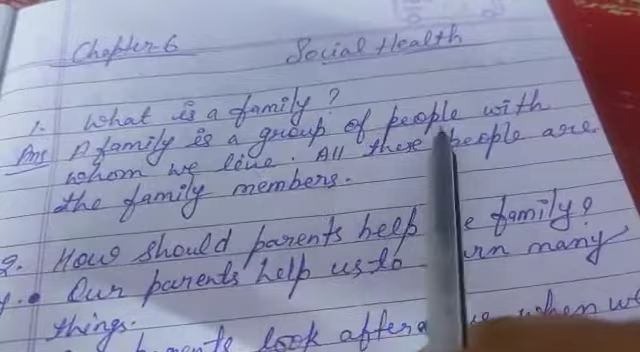 Chapter-6 Social Health
1. What is a family?
Ans A family is a group of people with
whom we live. All these people are
the family members.
2. How should parents help e family?
Our parents help us to many
things.
look after when